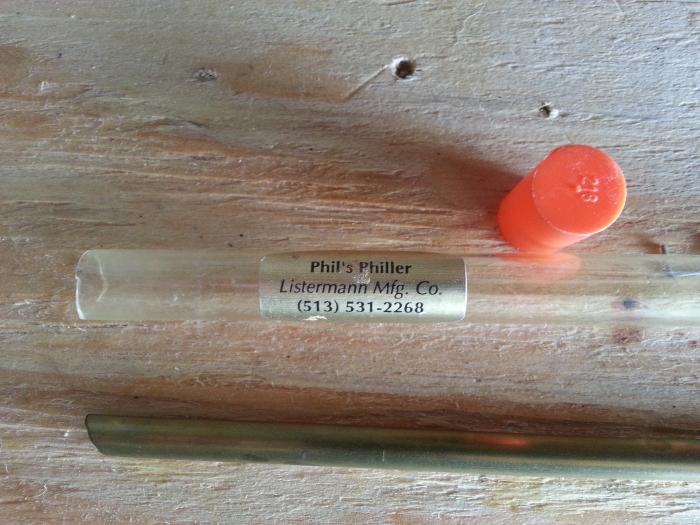 Phil's Philler
Listermann Mfg. Co.
(513) 531-2268